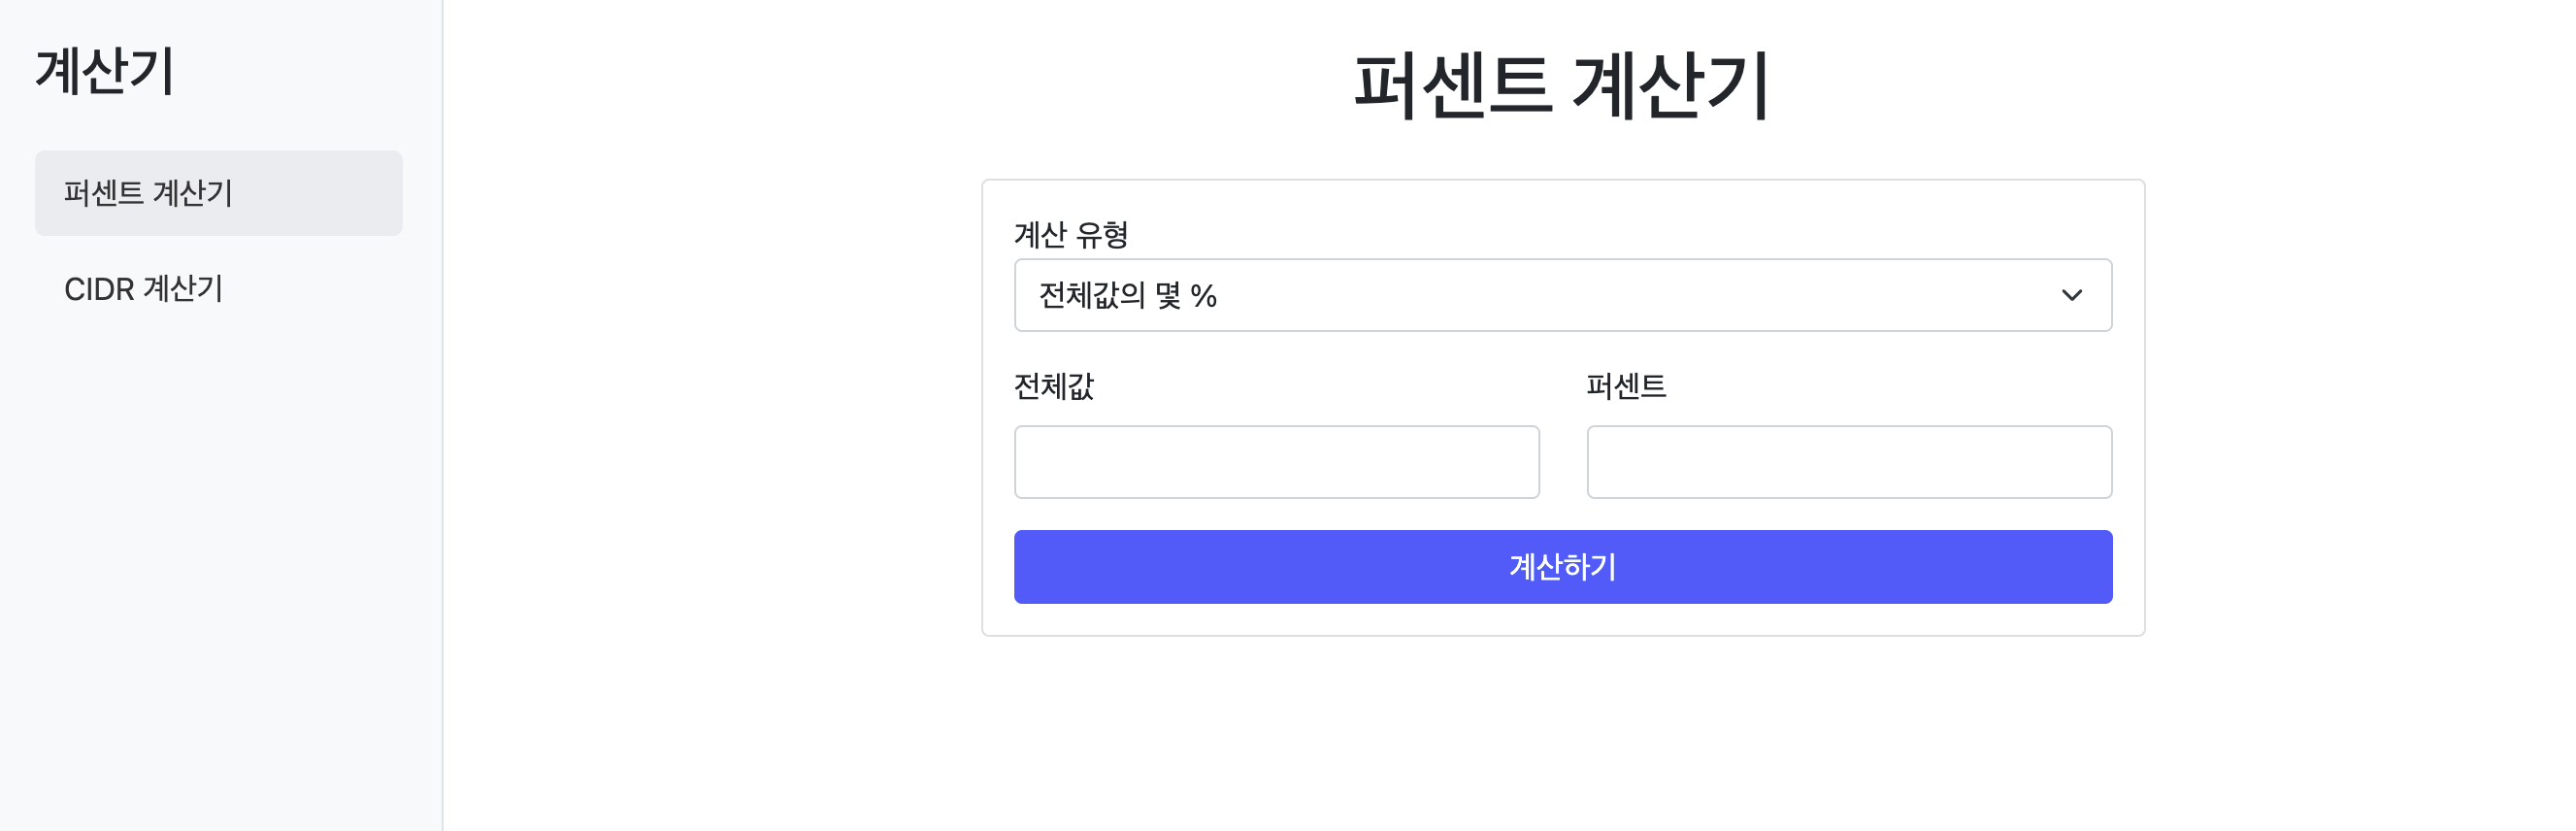 계산기
퍼센트 계산기
CIDR 계산기
퍼센트 계산기
계산 유형
전체값의 몇 %
전체값
퍼센트
계산하기